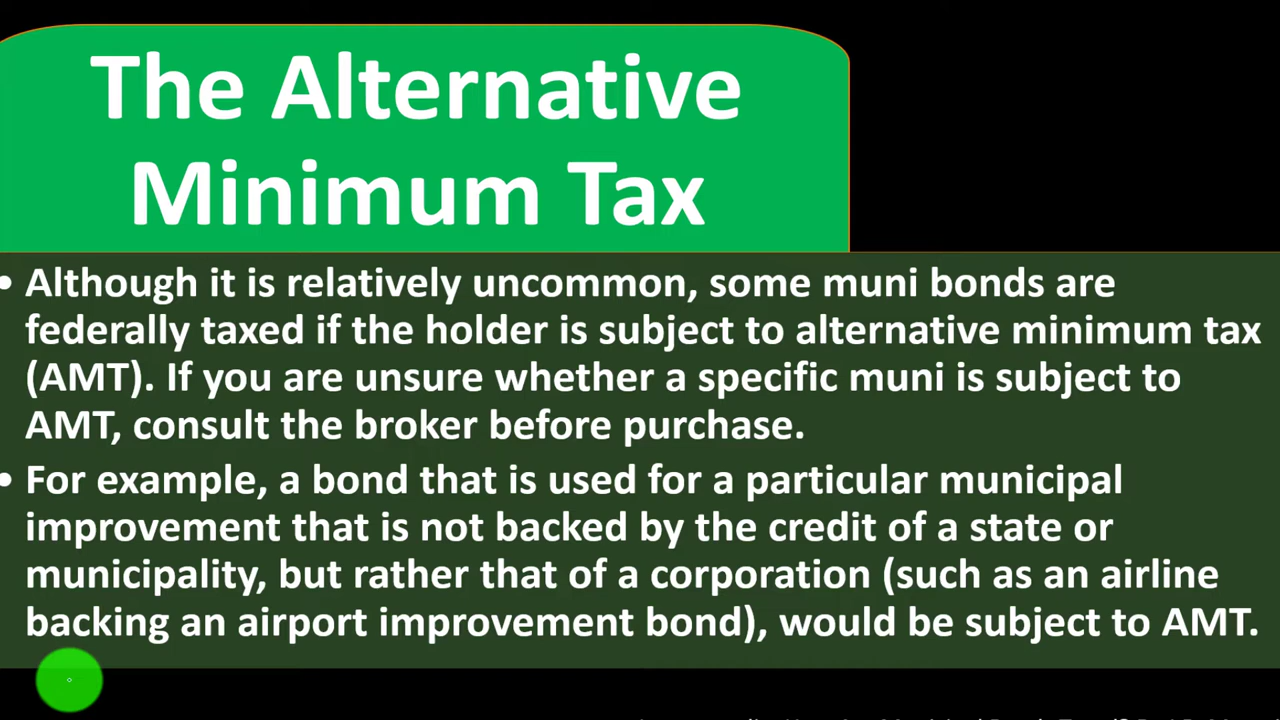 The Alternative
Minimum Tax
• Although it is relatively uncommon, some muni bonds are
federally taxed if the holder is subject to alternative minimum tax
(AMT). If you are unsure whether a specific muni is subject to
AMT, consult the broker before purchase.
• For example, a bond that is used for a particular municipal
improvement that is not backed by the credit of a state or
municipality, but rather that of a corporation (such as an airline
backing an airport improvement bond), would be subject to AMT.